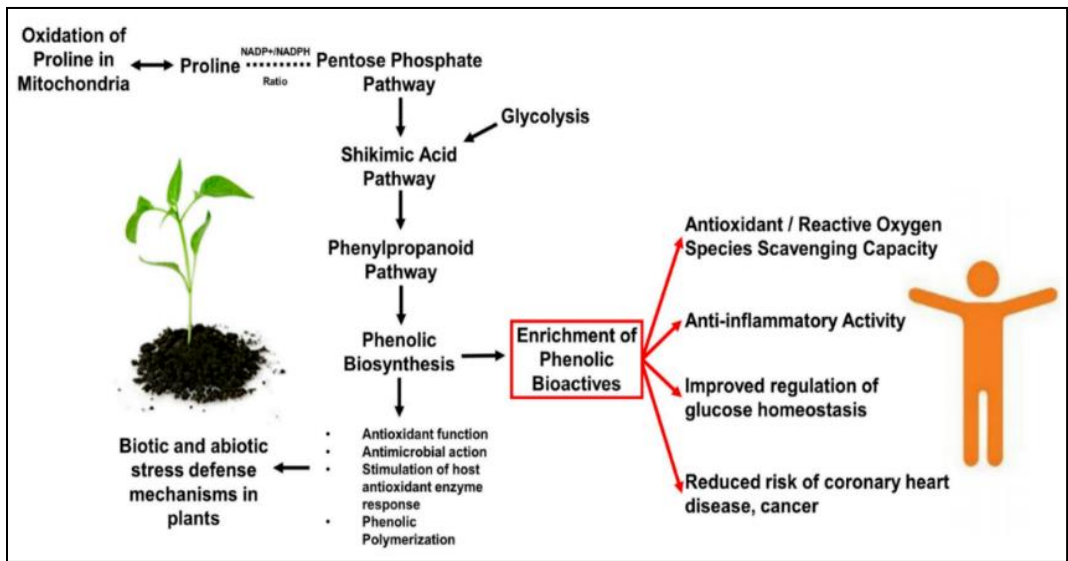 Oxidation of
Proline in
Mitochondria
Proline
NADP+/NADPH
Ratio
Pentose Phosphate
Pathway
Glycolysis
Shikimic Acid
Pathway
Phenylpropanoid
Pathway
Phenolic
Biosynthesis
Enrichment of
Phenolic
Bioactives
Antioxidant / Reactive Oxygen
Species Scavenging Capacity
Anti-inflammatory Activity
Improved regulation of
glucose homeostasis
Reduced risk of coronary heart
disease, cancer
• Antioxidant function
• Antimicrobial action
• Stimulation of host
antioxidant enzyme
response
• Phenolic
Polymerization
Biotic and abiotic
stress defense
mechanisms in
plants